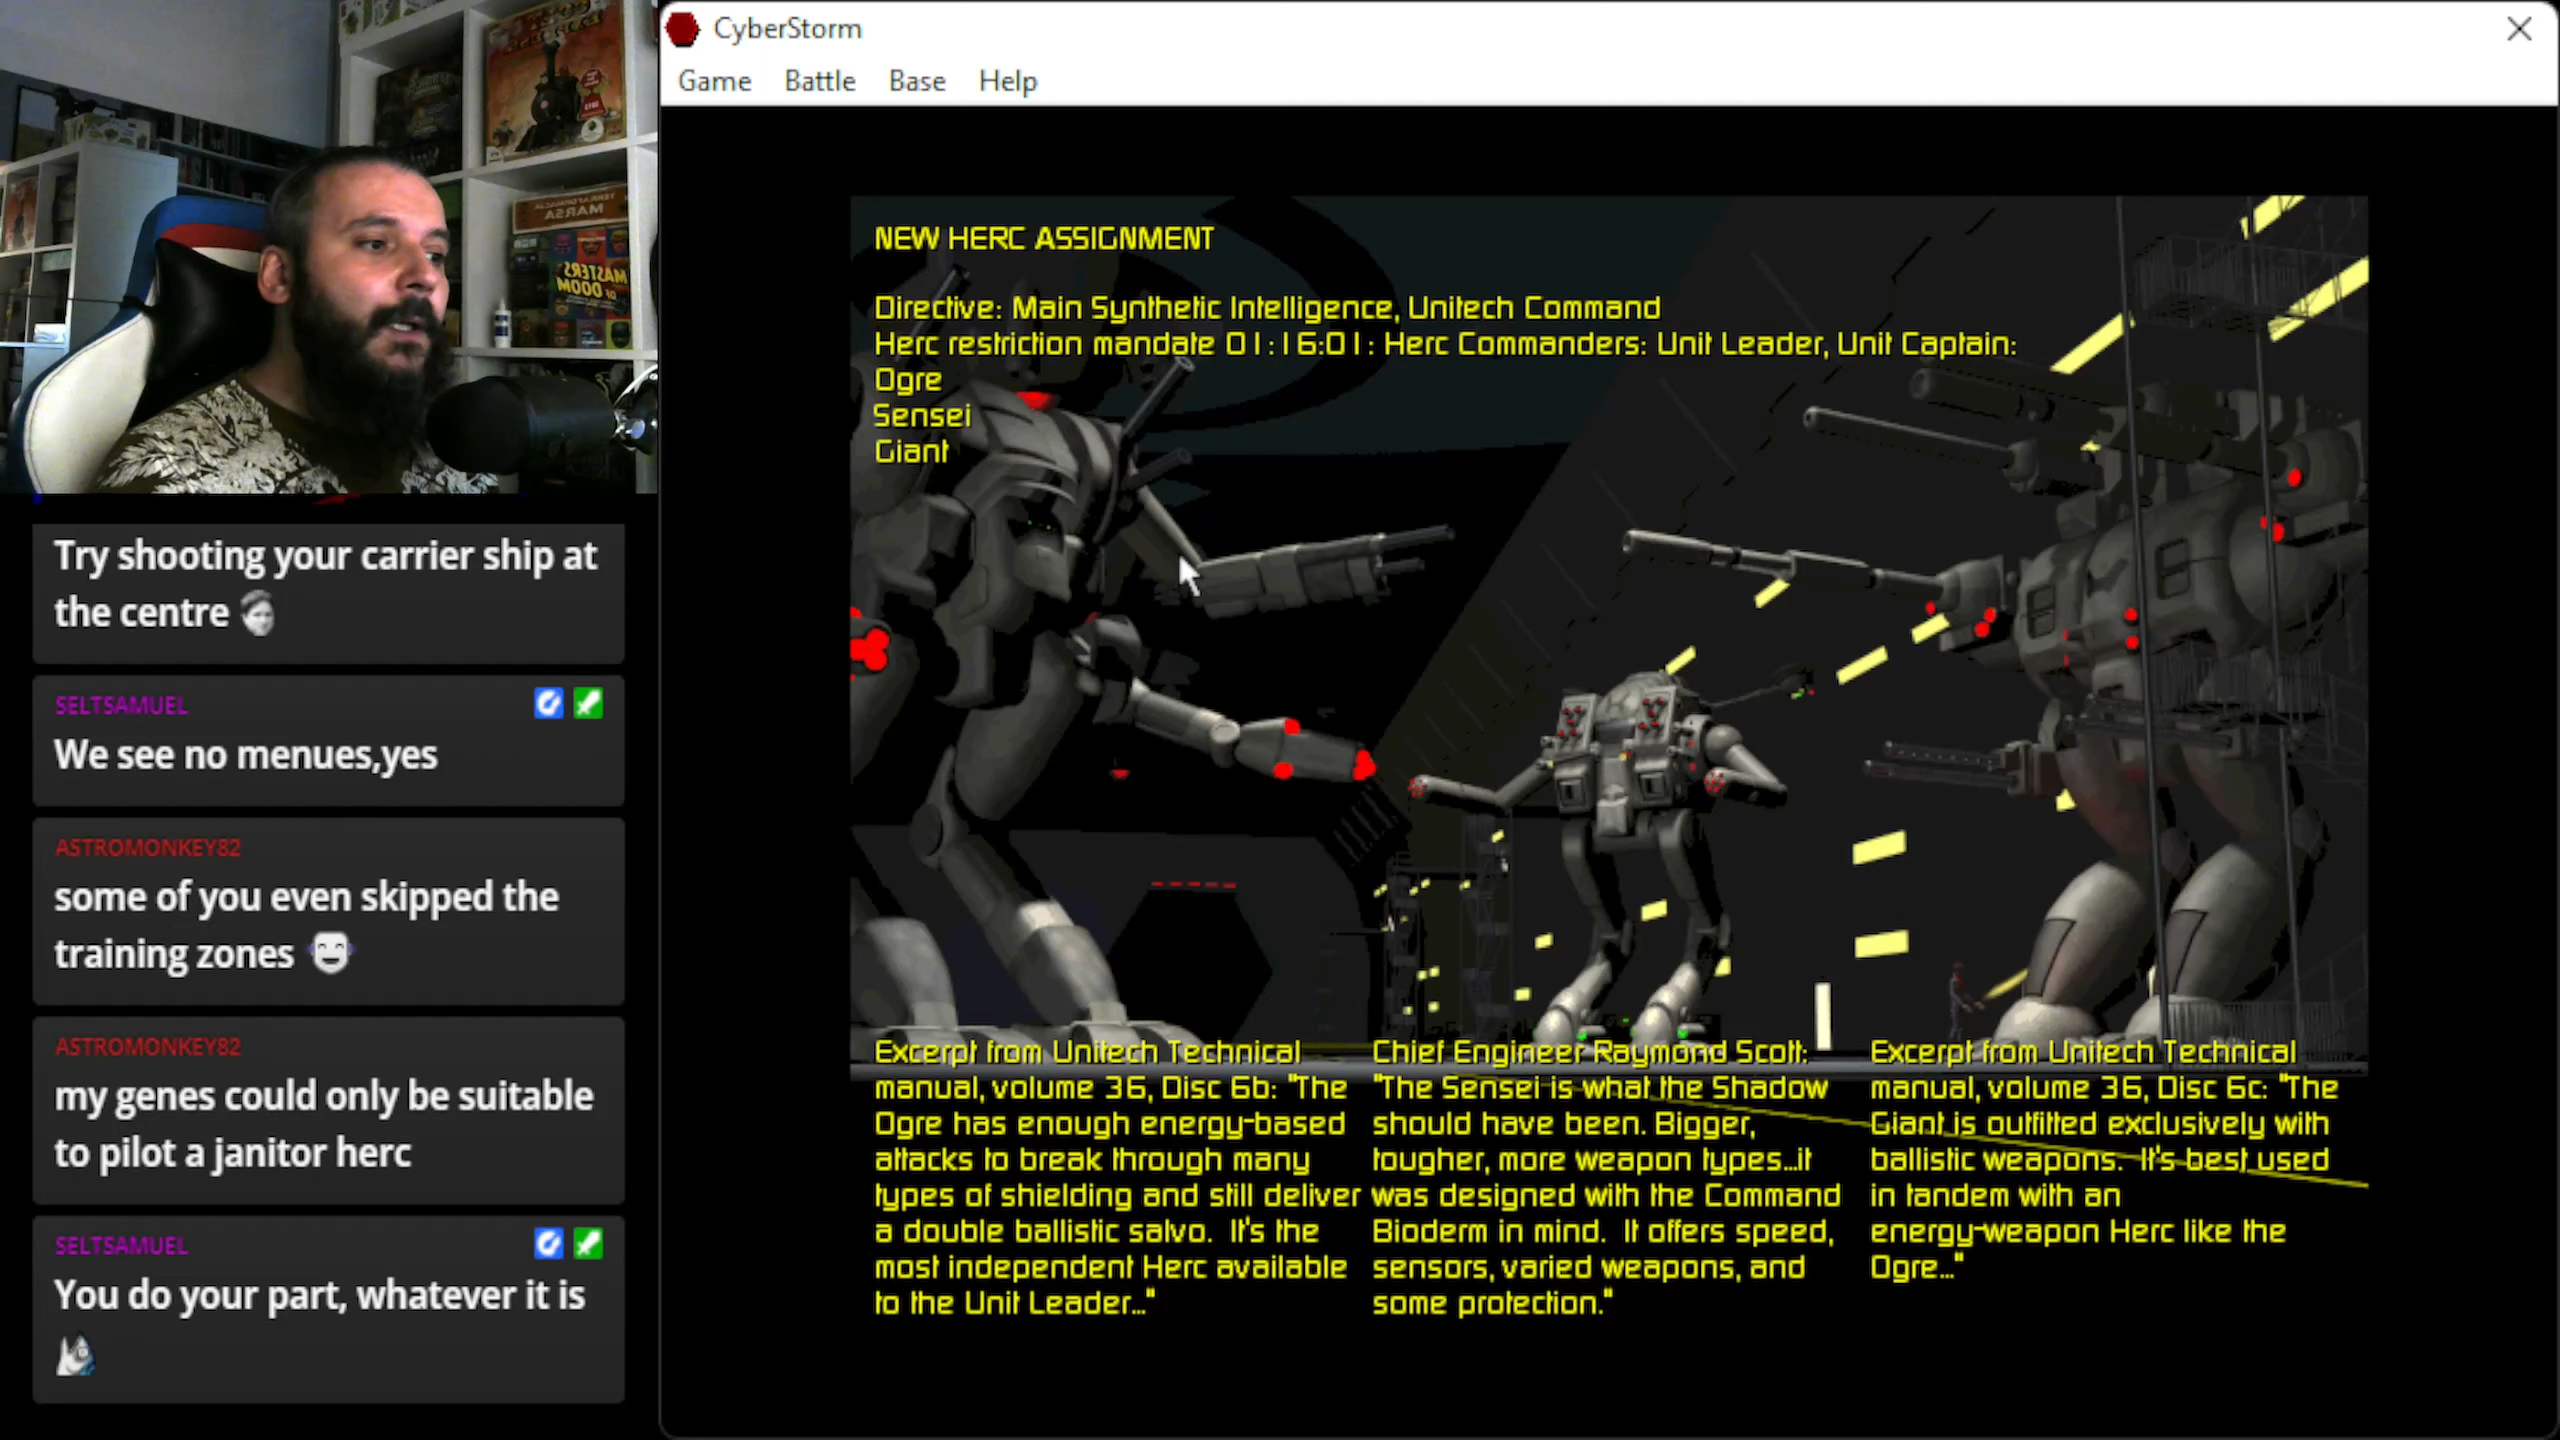 CyberStorm
Game Battle Base Help
NEW HERC ASSIGNMENT
Directive: Main Synthetic Intelligence, Unitech Command
Herc restriction mandate 01:16:01: Herc Commanders: Unit Leader, Unit Captain:
Ogre
Sensei
Giant
Excerpt from Unitech Technical
manual, volume 36, Disc 6b: "The
Ogre has enough energy-based
attacks to break through many
types of shielding and still deliver
a double ballistic salvo. It's the
most independent Herc available
to the Unit Leader..."
Chief Engineer Raymond Scott:
"The Sensei is what the Shadow
should have been. Bigger,
tougher, more weapon types...it
was designed with the Command
Bioderm in mind. It offers speed,
sensors, varied weapons, and
some protection."
Excerpt from Unitech Technical
manual, volume 36, Disc 6c: "The
Giant is outfitted exclusively with
ballistic weapons. It's best used
in tandem with an
energy-weapon Herc like the
Ogre..."
MARSA
MASTERS
OF DOOM
Try shooting your carrier ship at
the centre
SELTSAMUEL
We see no menues,yes
ASTROMONKEY82
some of you even skipped the
training zones
ASTROMONKEY82
my genes could only be suitable
to pilot a janitor herc
SELTSAMUEL
You do your part, whatever it is